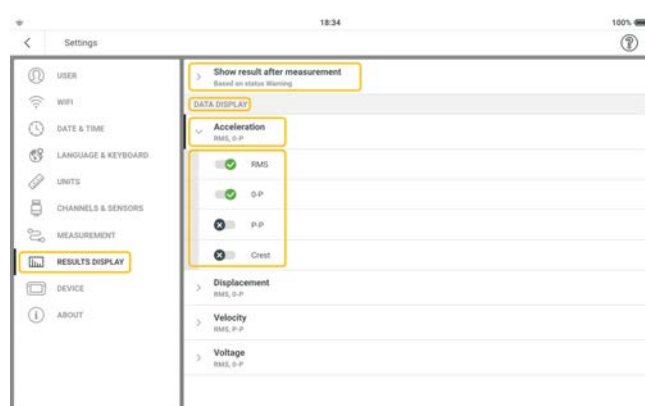 18:34
100%
Settings
USER
WIFI
DATE & TIME
LANGUAGE & KEYBOARD
UNITS
CHANNELS & SENSORS
MEASUREMENT
RESULTS DISPLAY
DEVICE
ABOUT
Show result after measurement
Based on status Warning
DATA DISPLAY
Acceleration
RMS, 0-P
RMS
0-P
P-P
Crest
Displacement
RMS, 0-P
Velocity
RMS, P-P
Voltage
RMS, 0-P